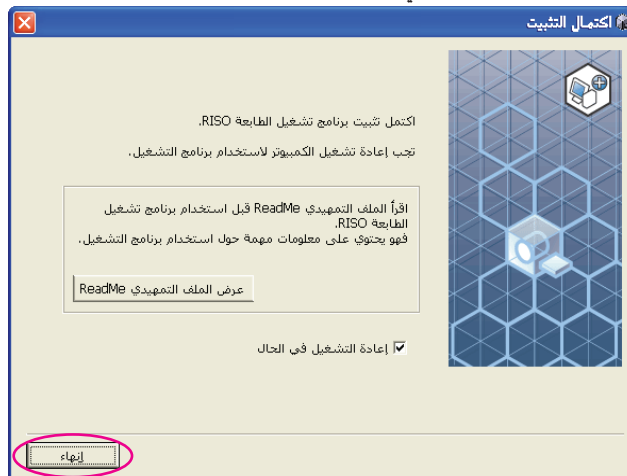 اكتمال التثبيت
اكتمل تثبيت برنامج تشغيل الطابعة RISO.
تجب إعادة تشغيل الكمبيوتر لاستخدام برنامج التشغيل.
اقرأ الملف التمهيدي ReadMe قبل استخدام برنامج تشغيل
الطابعة RISO.
فهو يحتوي على معلومات مهمة حول استخدام برنامج التشغيل.
عرض الملف التمهيدي ReadMe
إعادة التشغيل في الحال
إنهاء